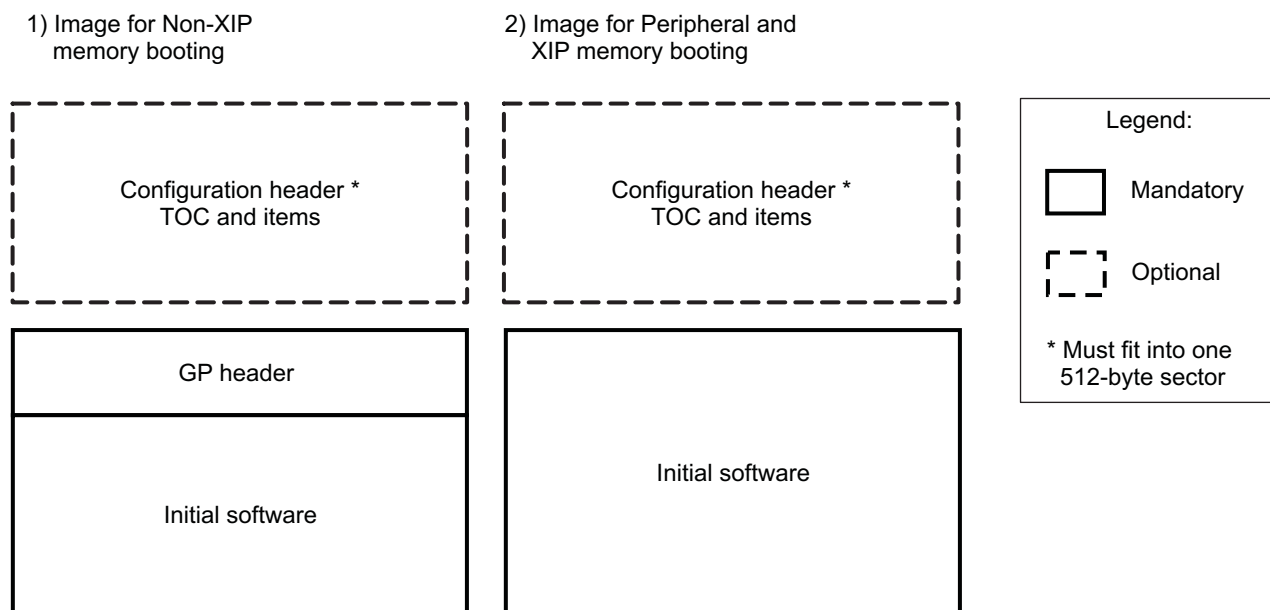 1) Image for Non-XIP
memory booting
2) Image for Peripheral and
XIP memory booting
Configuration header *
TOC and items
Configuration header *
TOC and items
GP header
Initial software
Initial software
Legend:
Mandatory
Optional
* Must fit into one
512-byte sector